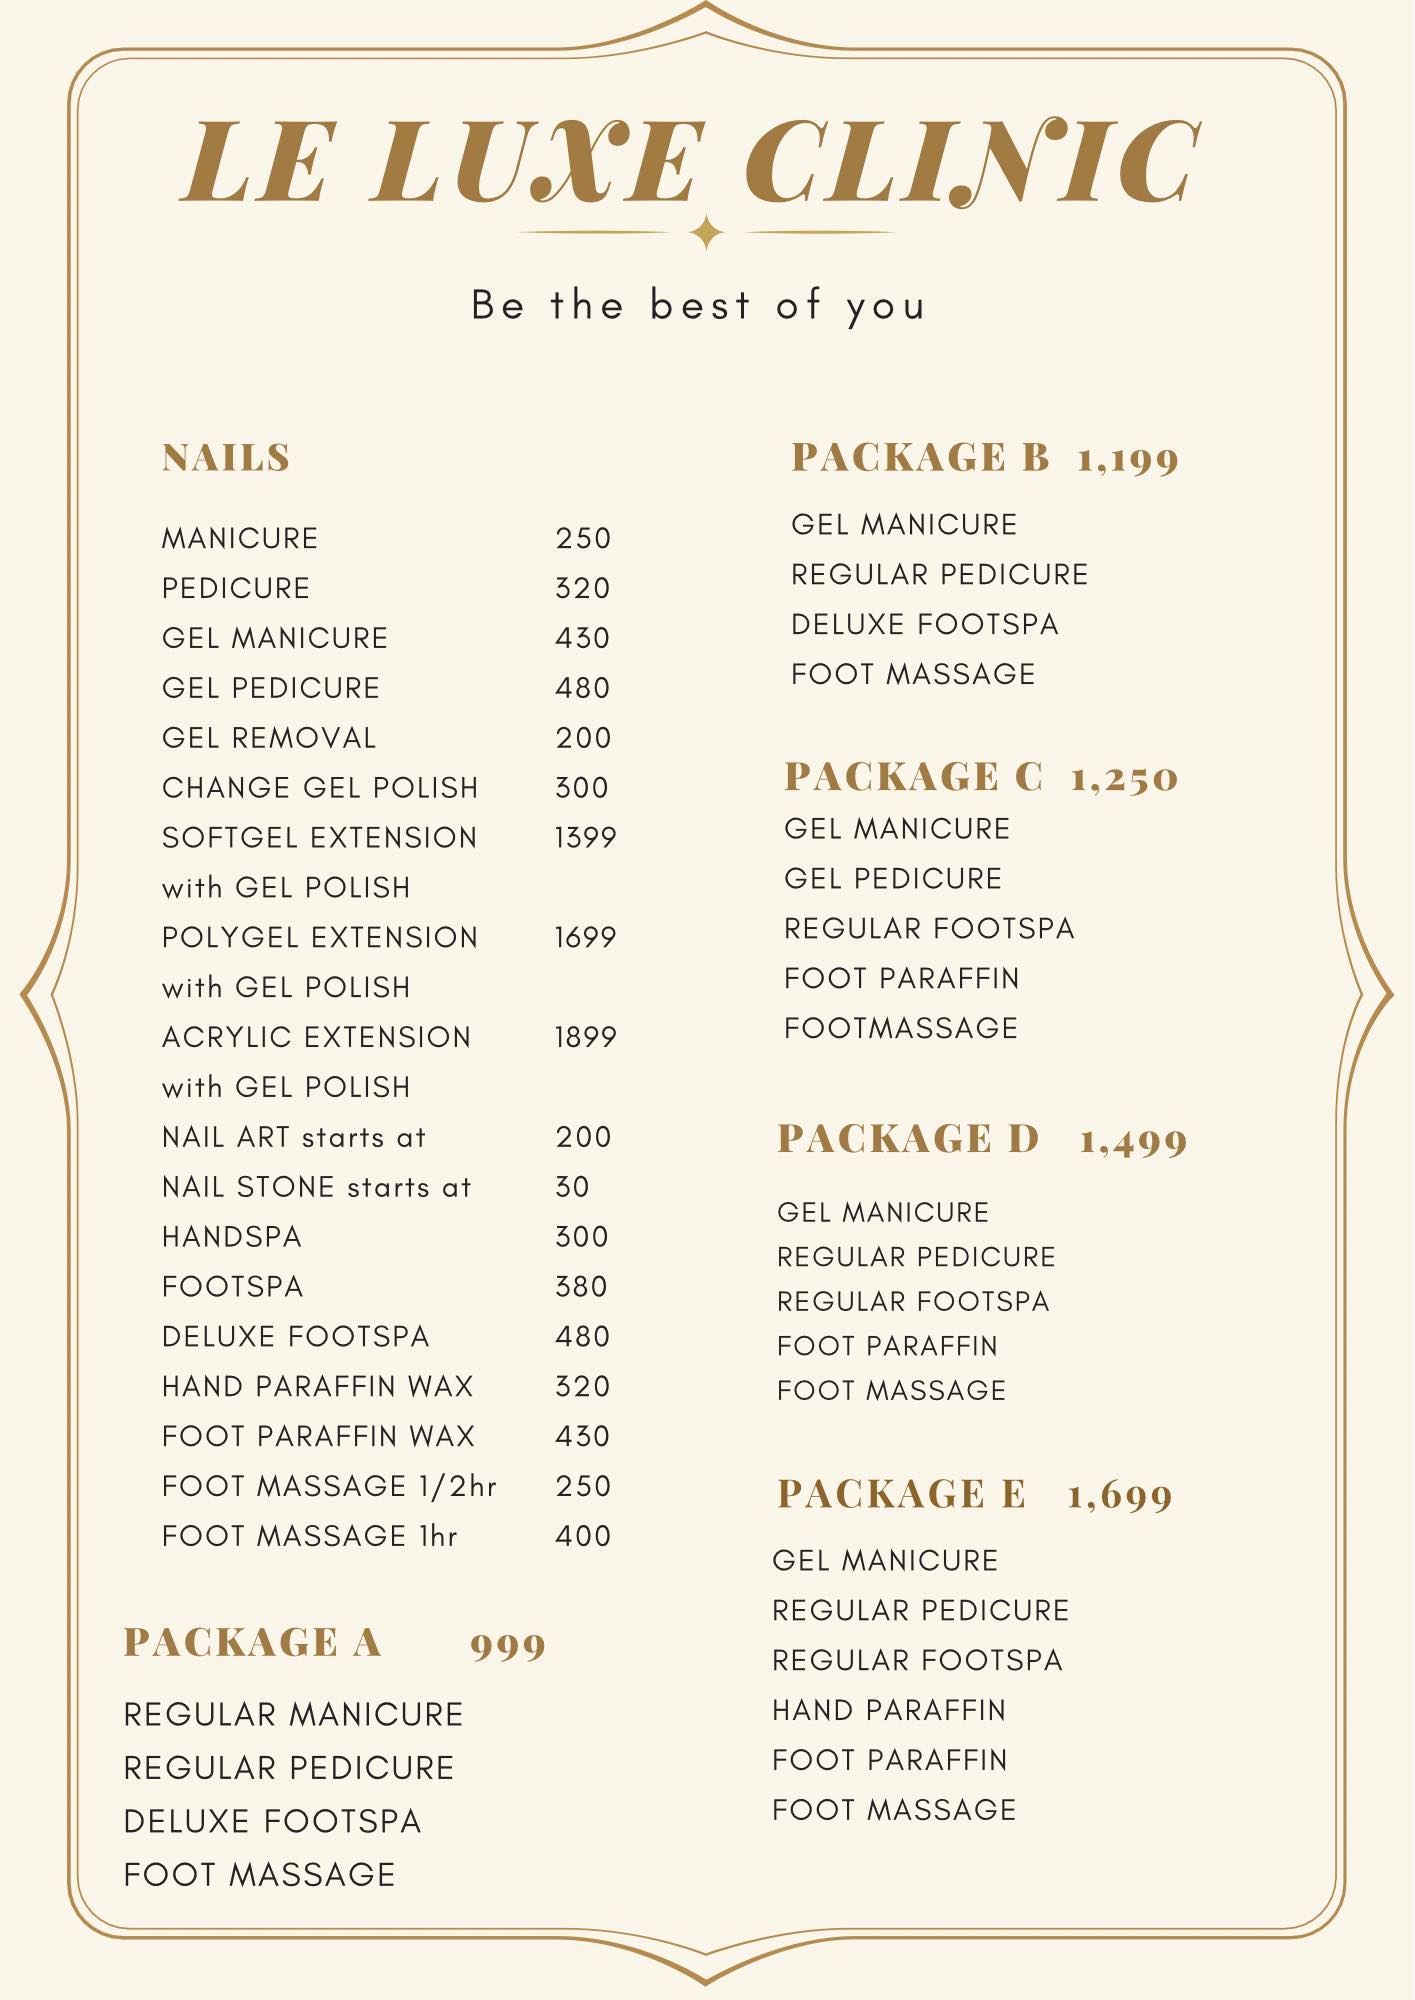 LE LUXE CLINIC
Be the best of you
NAILS
MANICURE 250
PEDICURE 320
GEL MANICURE 430
GEL PEDICURE 480
GEL REMOVAL 200
CHANGE GEL POLISH 300
SOFTGEL EXTENSION 1399
with GEL POLISH
POLYGEL EXTENSION 1699
with GEL POLISH
ACRYLIC EXTENSION 1899
with GEL POLISH
NAIL ART starts at 200
NAIL STONE starts at 30
HANDSPA 300
FOOTSPA 380
DELUXE FOOTSPA 480
HAND PARAFFIN WAX 320
FOOT PARAFFIN WAX 430
FOOT MASSAGE 1/2hr 250
FOOT MASSAGE 1hr 400
PACKAGE A 999
REGULAR MANICURE
REGULAR PEDICURE
DELUXE FOOTSPA
FOOT MASSAGE
PACKAGE B 1,199
GEL MANICURE
REGULAR PEDICURE
DELUXE FOOTSPA
FOOT MASSAGE
PACKAGE C 1,250
GEL MANICURE
GEL PEDICURE
REGULAR FOOTSPA
FOOT PARAFFIN
FOOTMASSAGE
PACKAGE D 1,499
GEL MANICURE
REGULAR PEDICURE
REGULAR FOOTSPA
FOOT PARAFFIN
FOOT MASSAGE
PACKAGE E 1,699
GEL MANICURE
REGULAR PEDICURE
REGULAR FOOTSPA
HAND PARAFFIN
FOOT PARAFFIN
FOOT MASSAGE